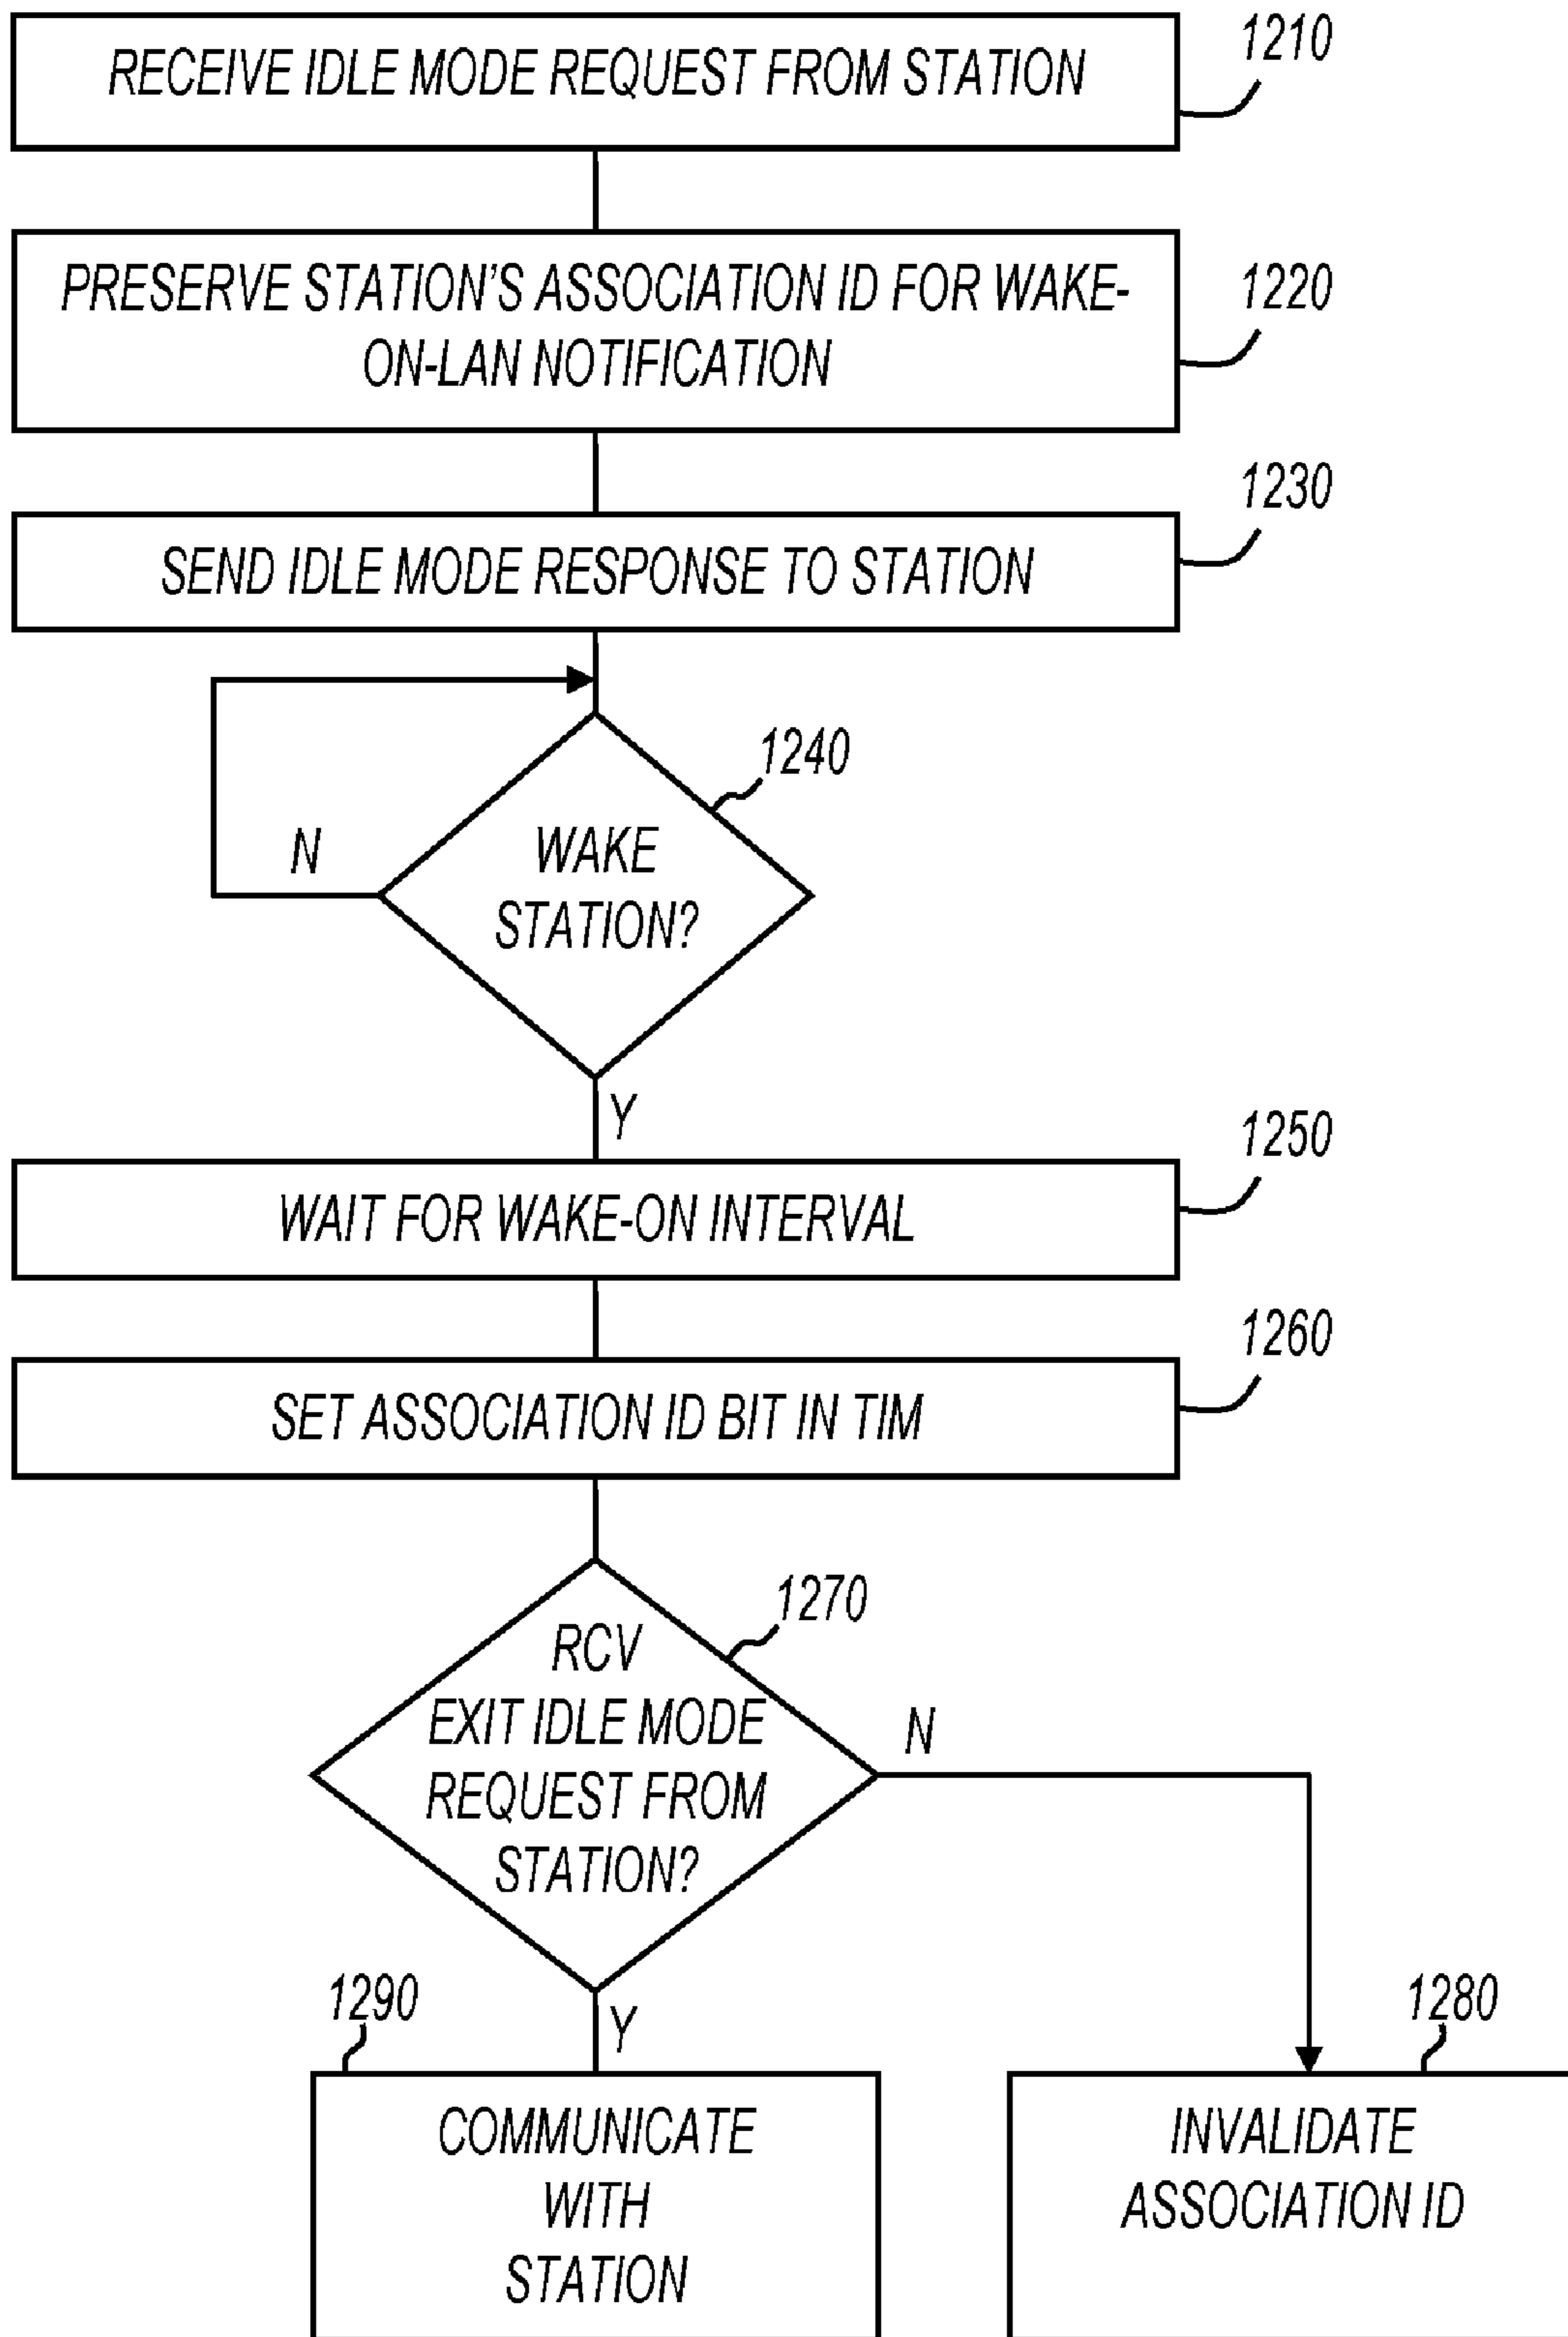 RECEIVE IDLE MODE REQUEST FROM STATION
1210
PRESERVE STATION'S ASSOCIATION ID FOR WAKE-
ON-LAN NOTIFICATION
1220
SEND IDLE MODE RESPONSE TO STATION
1230
1240
WAKE
STATION?
N
Y
WAIT FOR WAKE-ON INTERVAL
1250
SET ASSOCIATION ID BIT IN TIM
1260
1270
RCV
EXIT IDLE MODE
REQUEST FROM
STATION?
N
Y
1290
COMMUNICATE
WITH
STATION
1280
INVALIDATE
ASSOCIATION ID